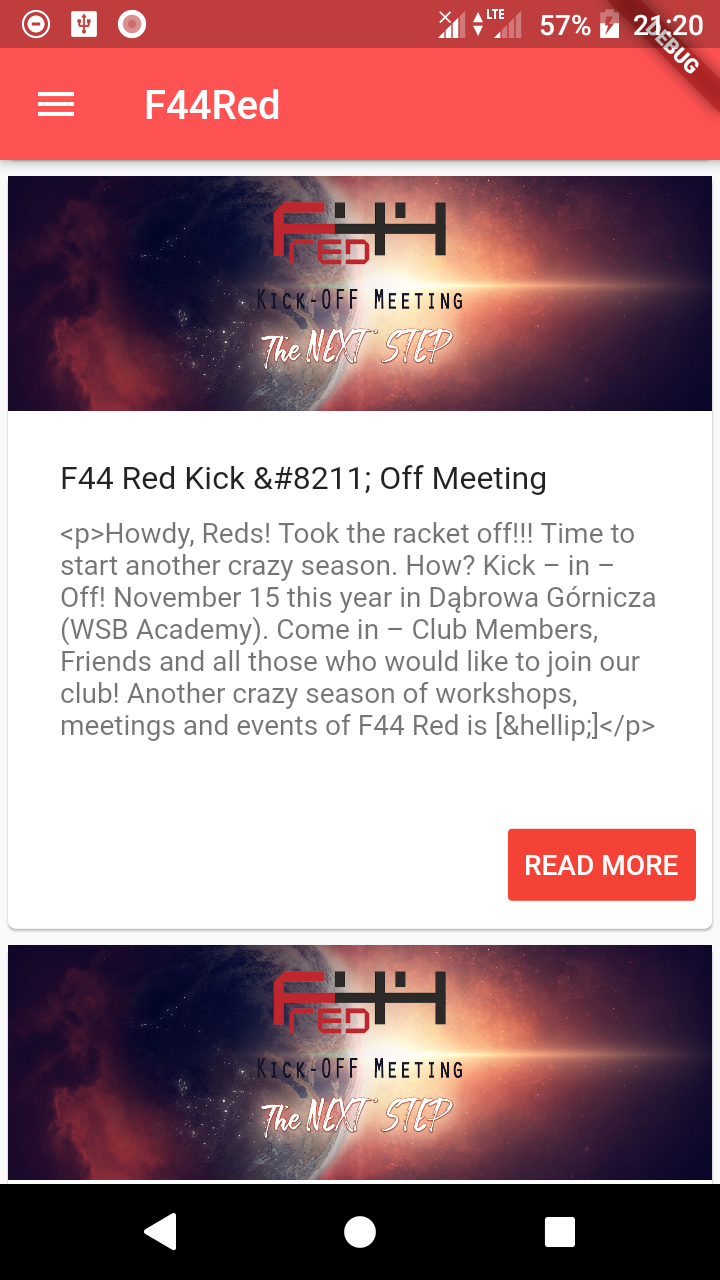 LTE 57% 21:20
DEBUG
F44Red
F44
RED
KICK-OFF MEETING
The NEXT STEP
F44 Red Kick &#8211; Off Meeting
<p>Howdy, Reds! Took the racket off!!! Time to
start another crazy season. How? Kick – in –
Off! November 15 this year in Dąbrowa Górnicza
(WSB Academy). Come in – Club Members,
Friends and all those who would like to join our
club! Another crazy season of workshops,
meetings and events of F44 Red is [&hellip;]</p>
READ MORE
F44
RED
KICK-OFF MEETING
The NEXT STEP